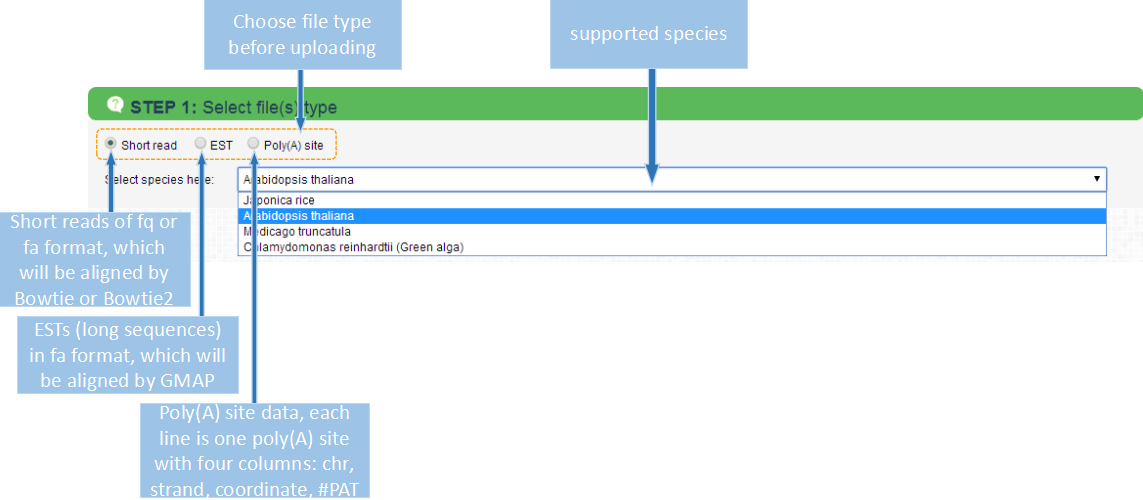 Choose file type
before uploading
supported species
STEP 1: Select file(s) type
Short read
EST
Poly(A) site
Select species here:
Arabidopsis thaliana
Japonica rice
Arabidopsis thaliana
Medicago truncatula
Chlamydomonas reinhardtii (Green alga)
Short reads of fq or
fa format, which
will be aligned by
Bowtie or Bowtie2
ESTs (long sequences)
in fa format, which will
be aligned by GMAP
Poly(A) site data, each
line is one poly(A) site
with four columns: chr,
strand, coordinate, #PAT